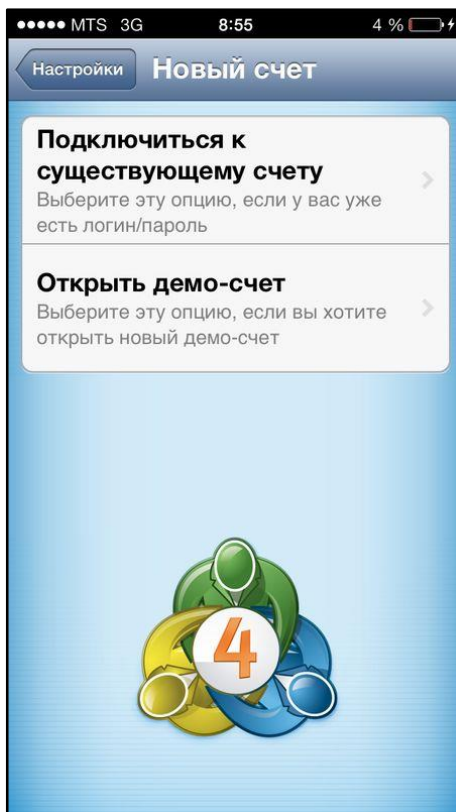 MTS 3G 8:55 4 %
Настройки Новый счет
Подключиться к
существующему счету
Выберите эту опцию, если у вас уже
есть логин/пароль
Открыть демо-счет
Выберите эту опцию, если вы хотите
открыть новый демо-счет
4